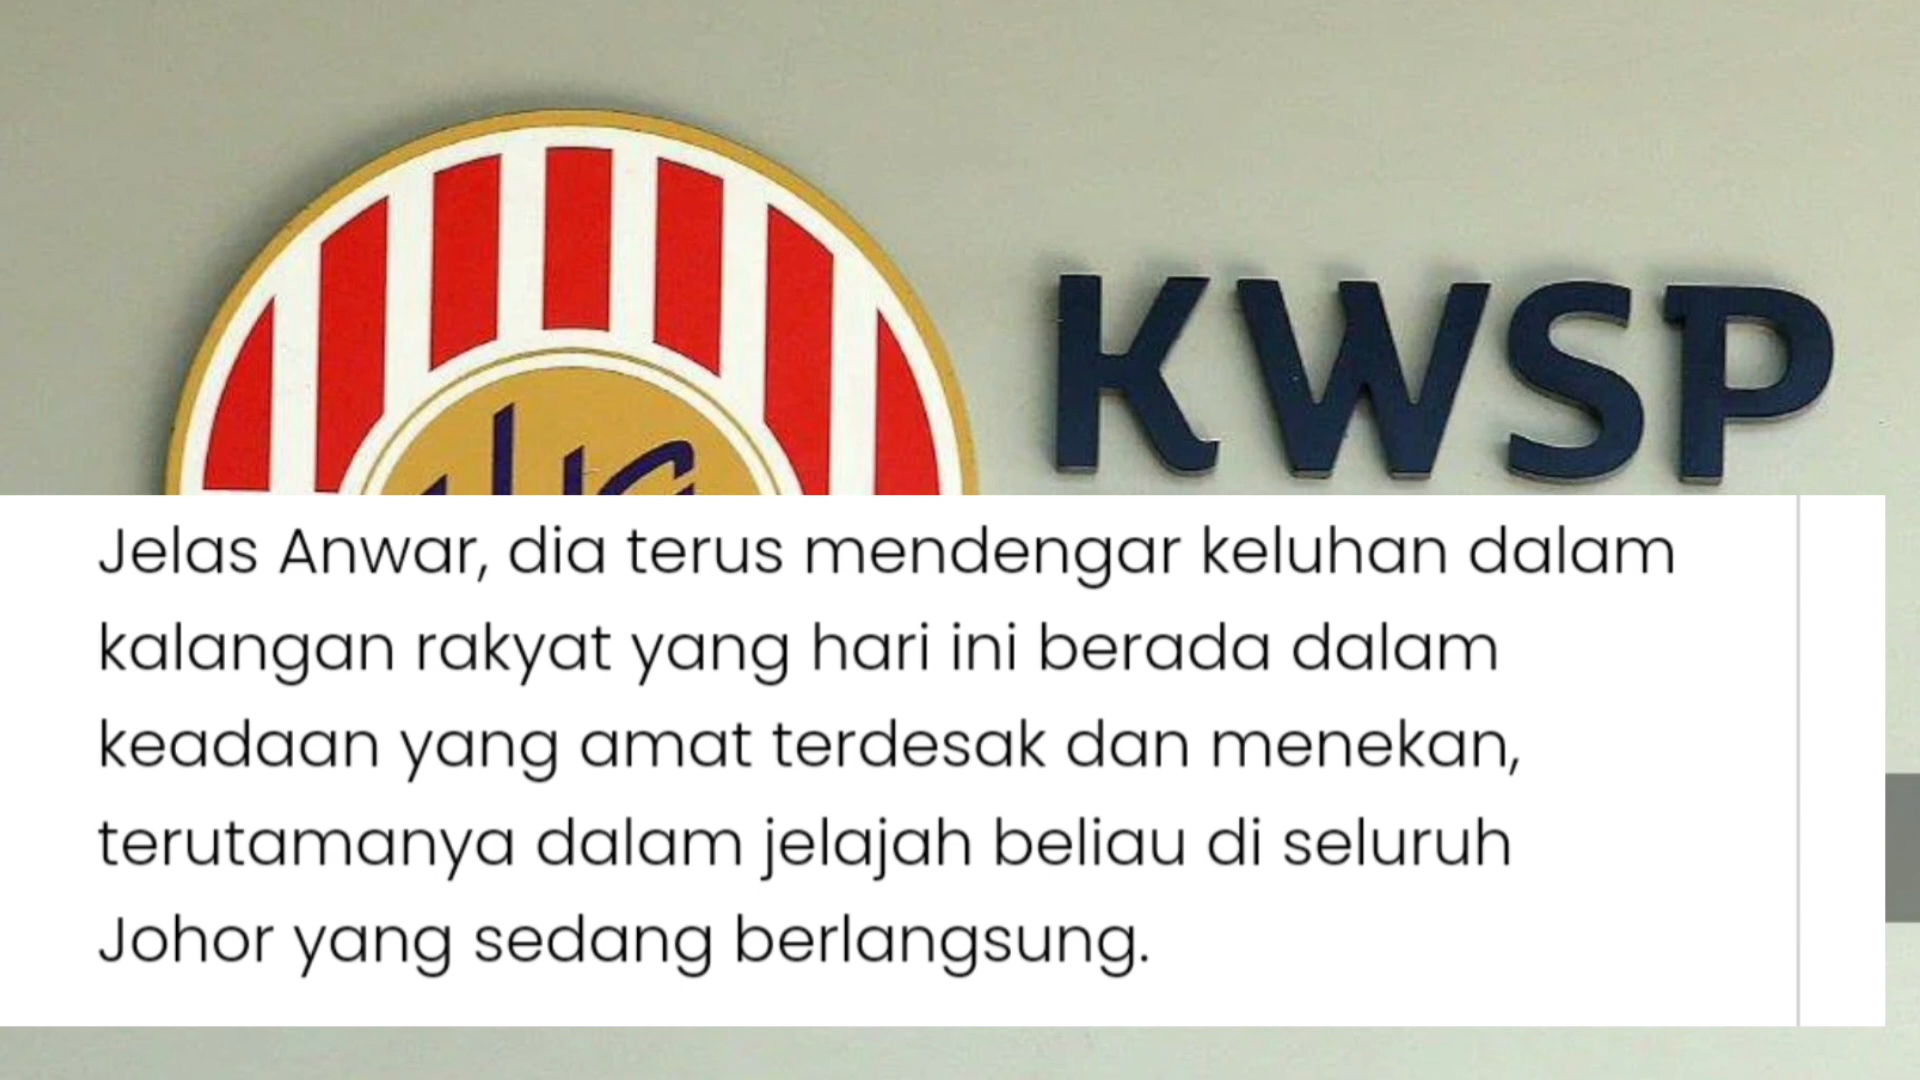 KWSP
Jelas Anwar, dia terus mendengar keluhan dalam
kalangan rakyat yang hari ini berada dalam
keadaan yang amat terdesak dan menekan,
terutamanya dalam jelajah beliau di seluruh
Johor yang sedang berlangsung.